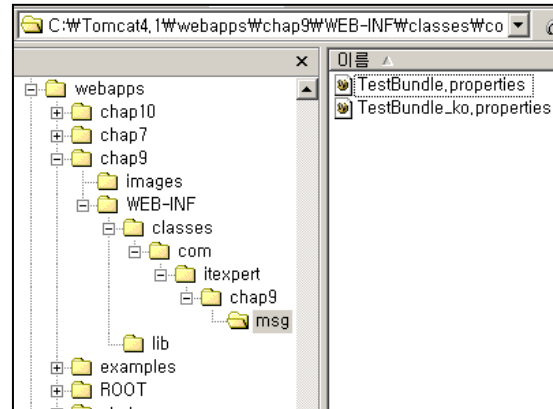 C:₩Tomcat4,1₩webapps₩chap9₩WEB-INF₩classes₩co
이름
webapps
chap10
chap7
chap9
images
WEB-INF
classes
com
itexpert
chap9
msg
lib
examples
ROOT
TestBundle,properties
TestBundle_ko,properties